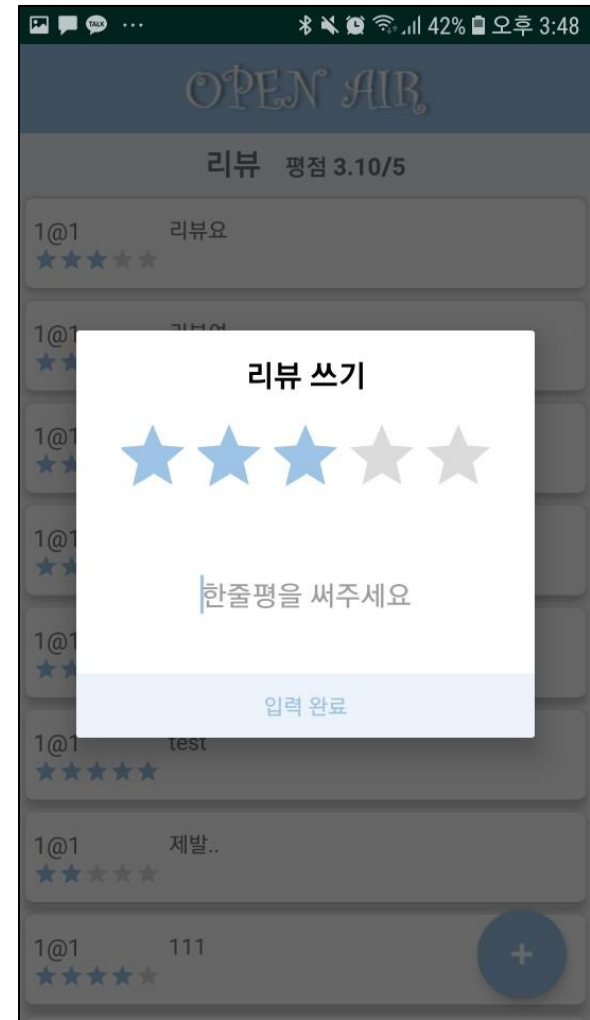 TALK
42% 오후 3:48
OPEN AIR
리뷰 평점 3.10/5
1@1 리뷰요
1@1
리뷰 쓰기
1@1
1@1
한줄평을 써주세요
1@1
입력 완료
1@1 test
1@1 제발..
1@1 111
+